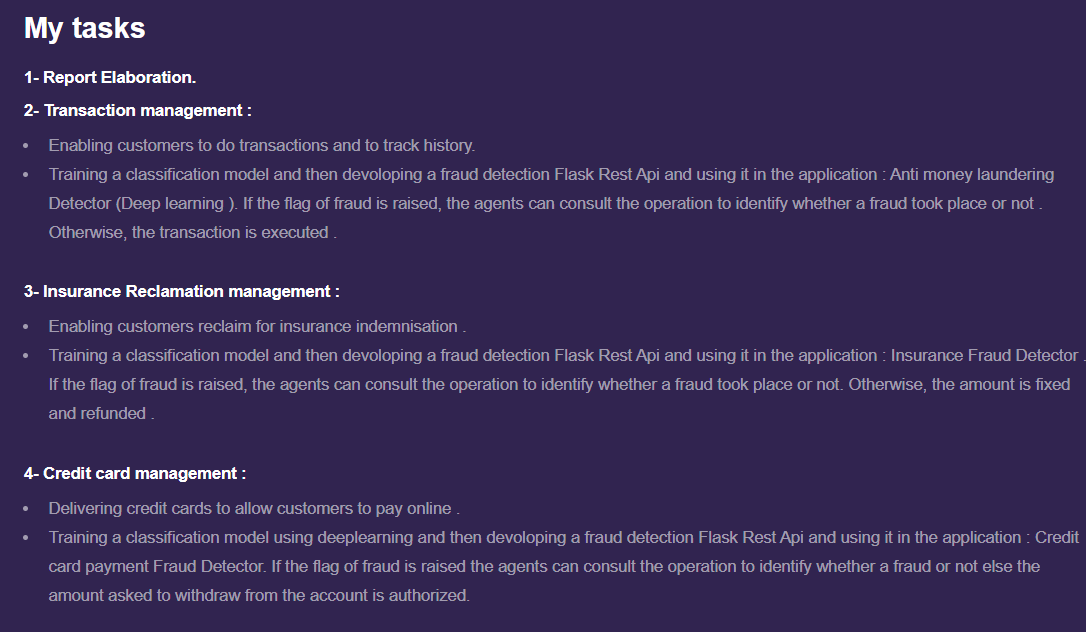 My tasks
1- Report Elaboration.
2- Transaction management :
• Enabling customers to do transactions and to track history.
• Training a classification model and then devoloping a fraud detection Flask Rest Api and using it in the application : Anti money laundering
Detector (Deep learning ). If the flag of fraud is raised, the agents can consult the operation to identify whether a fraud took place or not .
Otherwise, the transaction is executed .
3- Insurance Reclamation management :
• Enabling customers reclaim for insurance indemnisation .
• Training a classification model and then devoloping a fraud detection Flask Rest Api and using it in the application : Insurance Fraud Detector .
If the flag of fraud is raised, the agents can consult the operation to identify whether a fraud took place or not. Otherwise, the amount is fixed
and refunded .
4- Credit card management :
• Delivering credit cards to allow customers to pay online .
• Training a classification model using deeplearning and then devoloping a fraud detection Flask Rest Api and using it in the application : Credit
card payment Fraud Detector. If the flag of fraud is raised the agents can consult the operation to identify whether a fraud or not else the
amount asked to withdraw from the account is authorized.